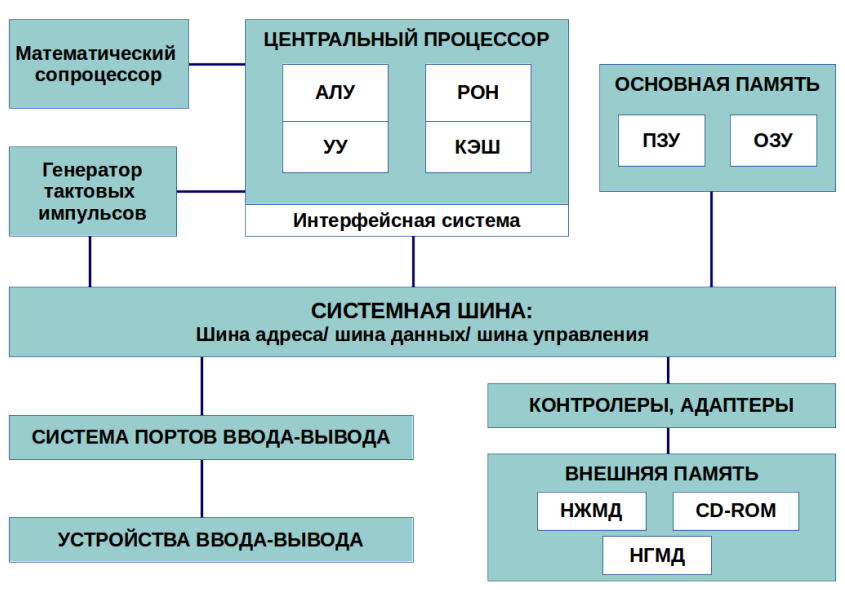 Математический
сопроцессор
ЦЕНТРАЛЬНЫЙ ПРОЦЕССОР
АЛУ
РОН
УУ
КЭШ
ОСНОВНАЯ ПАМЯТЬ
ПЗУ
ОЗУ
Генератор
тактовых
импульсов
Интерфейсная система
СИСТЕМНАЯ ШИНА:
Шина адреса/ шина данных/ шина управления
СИСТЕМА ПОРТОВ ВВОДА-ВЫВОДА
УСТРОЙСТВА ВВОДА-ВЫВОДА
КОНТРОЛЕРЫ, АДАПТЕРЫ
ВНЕШНЯЯ ПАМЯТЬ
НЖМД
CD-ROM
НГМД